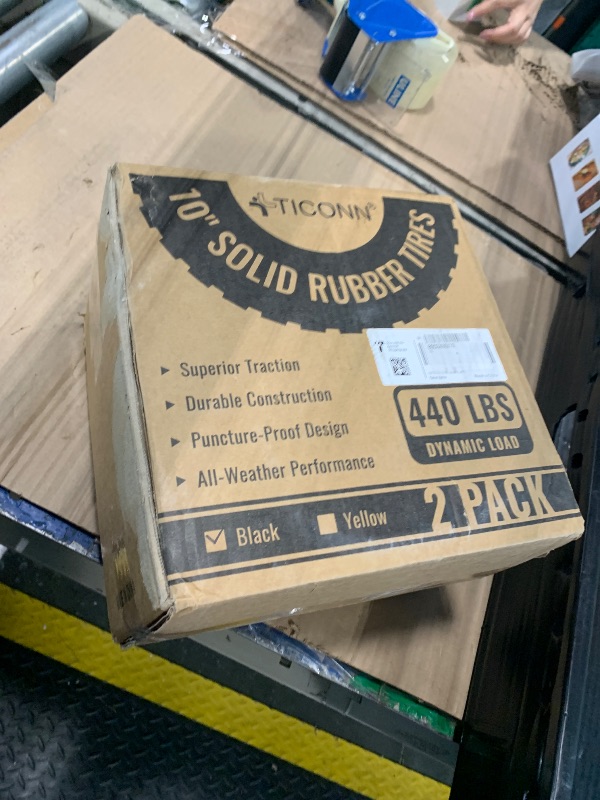 TICONN®
10" SOLID RUBBER TIRES
▸ Superior Traction
▸ Durable Construction
▸ Puncture-Proof Design
▸ All-Weather Performance
440 LBS
DYNAMIC LOAD
2 PACK
Black
Yellow